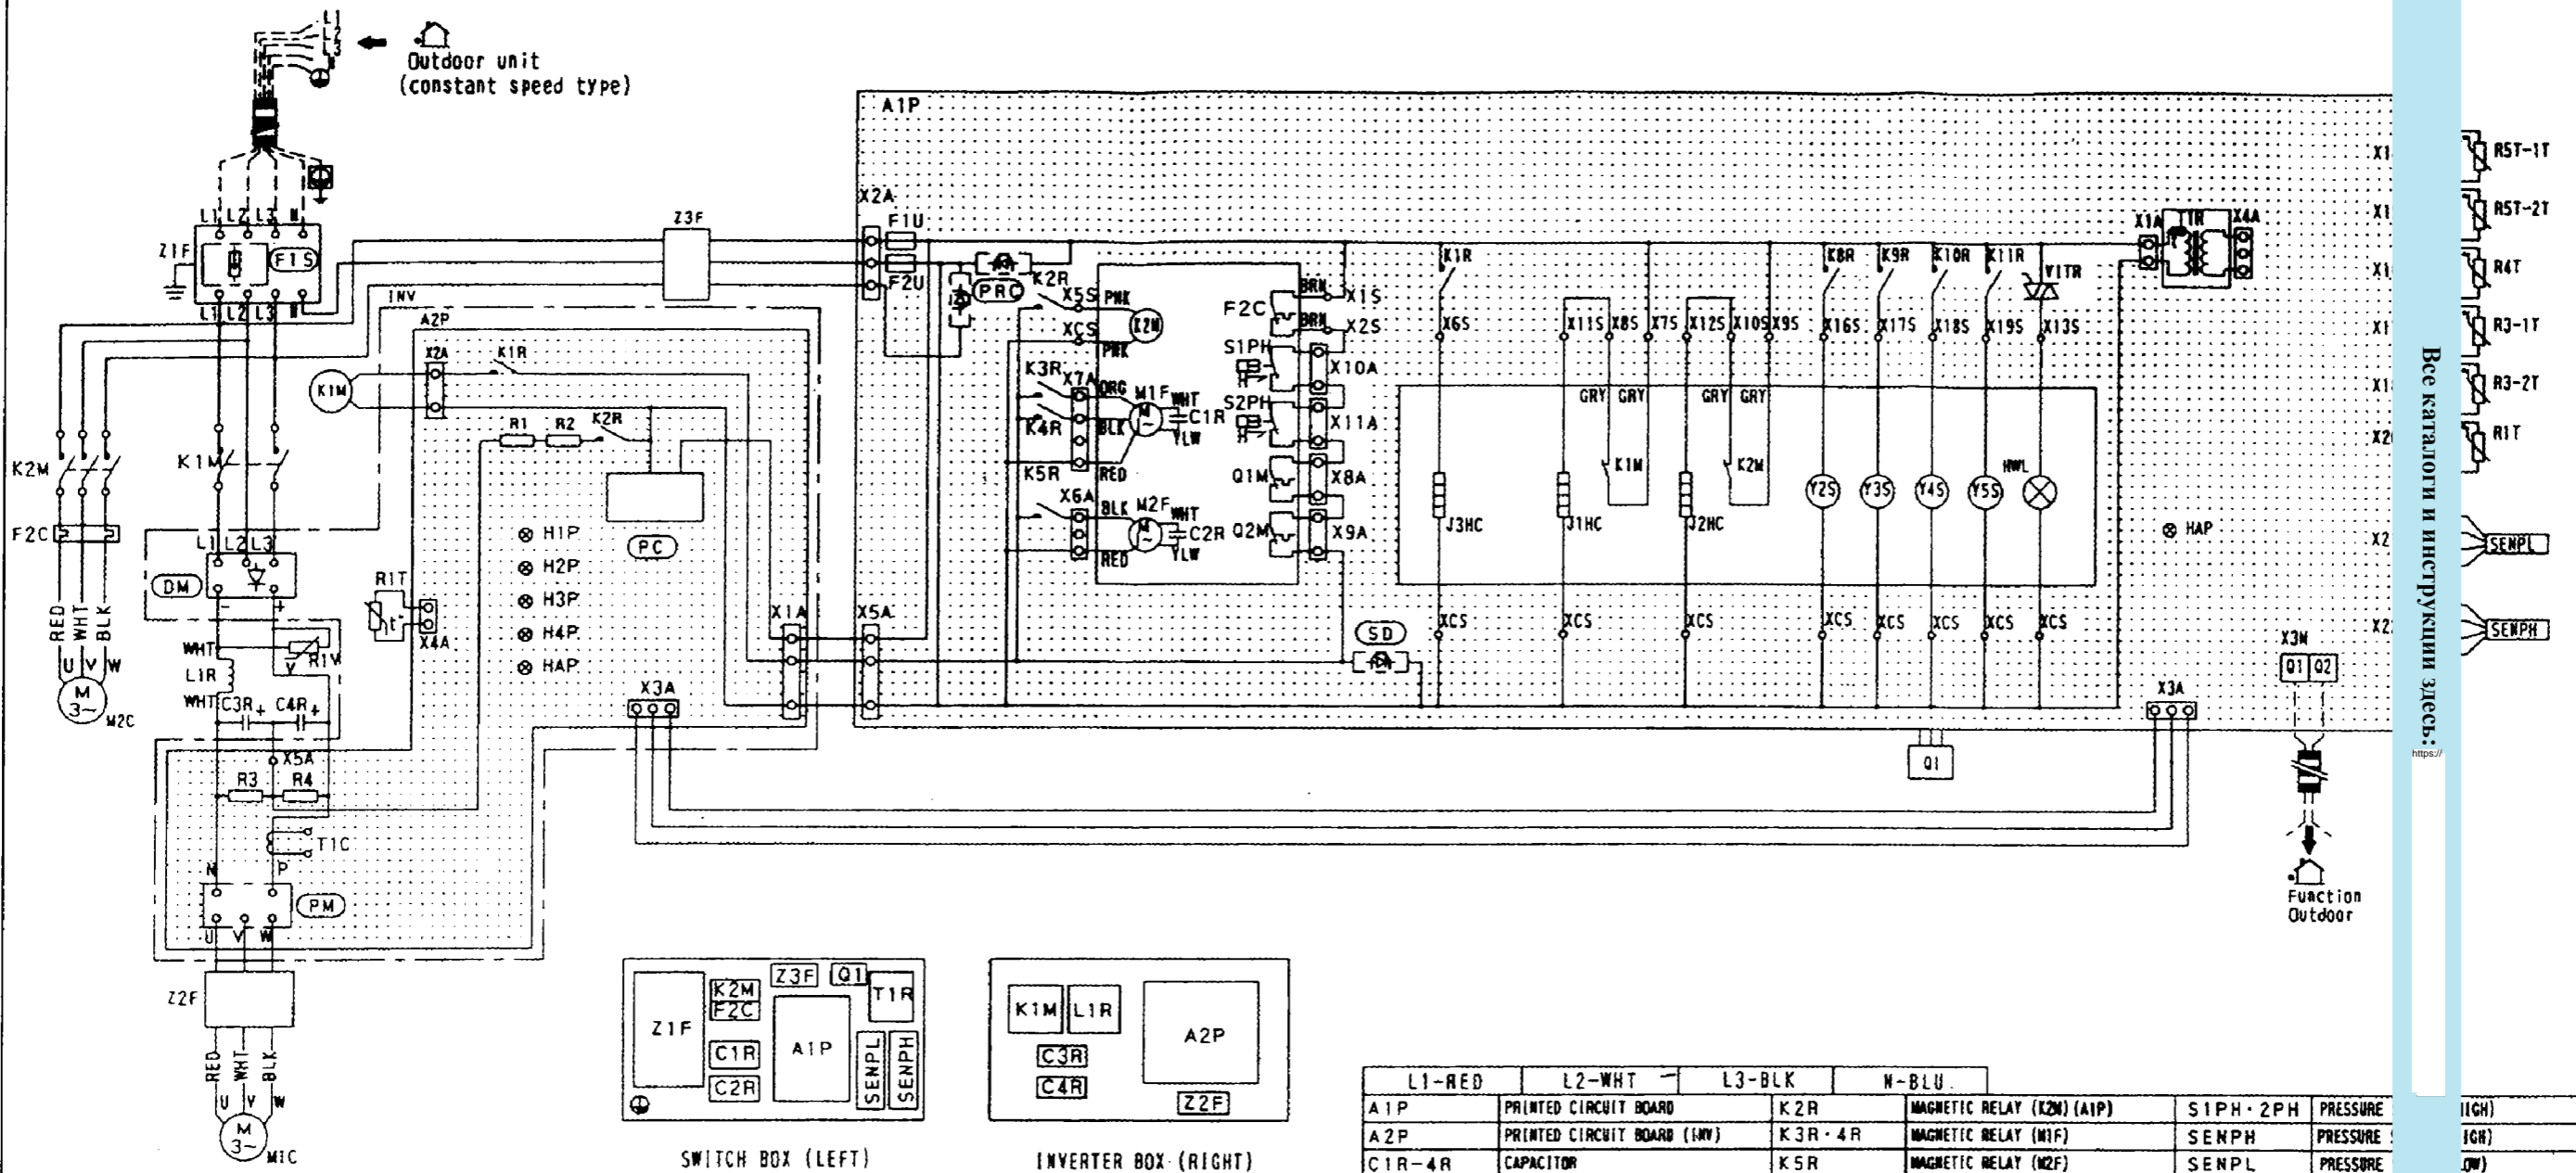 L1
L2
L3
Outdoor unit
(constant speed type)
A1P
X2A
F1U
F2U
Z3F
L1 L2 L3 N
Z1F
F1S
L1 L2 L3 N
INV
A2P
X2A
K1R
K1M
R1 R2 K2R
PC
K2M
K1M
F2C
L1 L2 L3
DM
- +
RED WHT BLK
U V W
M
3~
M2C
WHT
R1V
V
L1R
WHT
C3R + C4R +
R1T
t°
X4A
H1P
H2P
H3P
H4P
HAP
X1A
X5A
X3A
X5A
R3 R4
T1C
N P
PM
U V W
Z2F
RED WHT BLK
U V W
M
3~
M1C
PRC
K2R
X5S PNK
XCS PNK
K2M
K3R X7A ORG M1F WHT
M
~
C1R
K4R BLK YLW
K5R RED
X6A BLK M2F WHT
M
~
C2R
RED YLW
F2C BRN X1S
BRN X2S
S1PH
X10A
S2PH
X11A
Q1M X8A
Q2M X9A
SD
K1R
X6S
J3HC
XCS
X11S X8S X7S
GRY GRY
K1M
J1HC
XCS
X12S X10S X9S
GRY GRY
K2M
J2HC
XCS
K8R K9R K10R K11R V1TR
X16S X17S X18S X19S X13S
Y2S Y3S Y4S Y5S HWL
XCS XCS XCS XCS XCS
X1A T1R X4A
HAP
X3A
Q1
X3M
Q1 Q2
Function
Outdoor
R5T-1T
R5T-2T
R4T
R3-1T
R3-2T
R1T
SENPL
SENPH
Все каталоги и инструкции здесь:
https://
Z1F
K2M
F2C
C1R
C2R
Z3F
Q1
T1R
A1P
SENPL
SENPH
SWITCH BOX (LEFT)
K1M L1R
C3R
C4R
A2P
Z2F
INVERTER BOX (RIGHT)
L1-RED L2-WHT L3-BLK N-BLU
A1P PRINTED CIRCUIT BOARD K2R MAGNETIC RELAY (K2M) (A1P) S1PH·2PH PRESSURE
A2P PRINTED CIRCUIT BOARD (INV) K3R·4R MAGNETIC RELAY (M1F) SENPH PRESSURE
C1R-4R CAPACITOR K5R MAGNETIC RELAY (M2F) SENPL PRESSURE